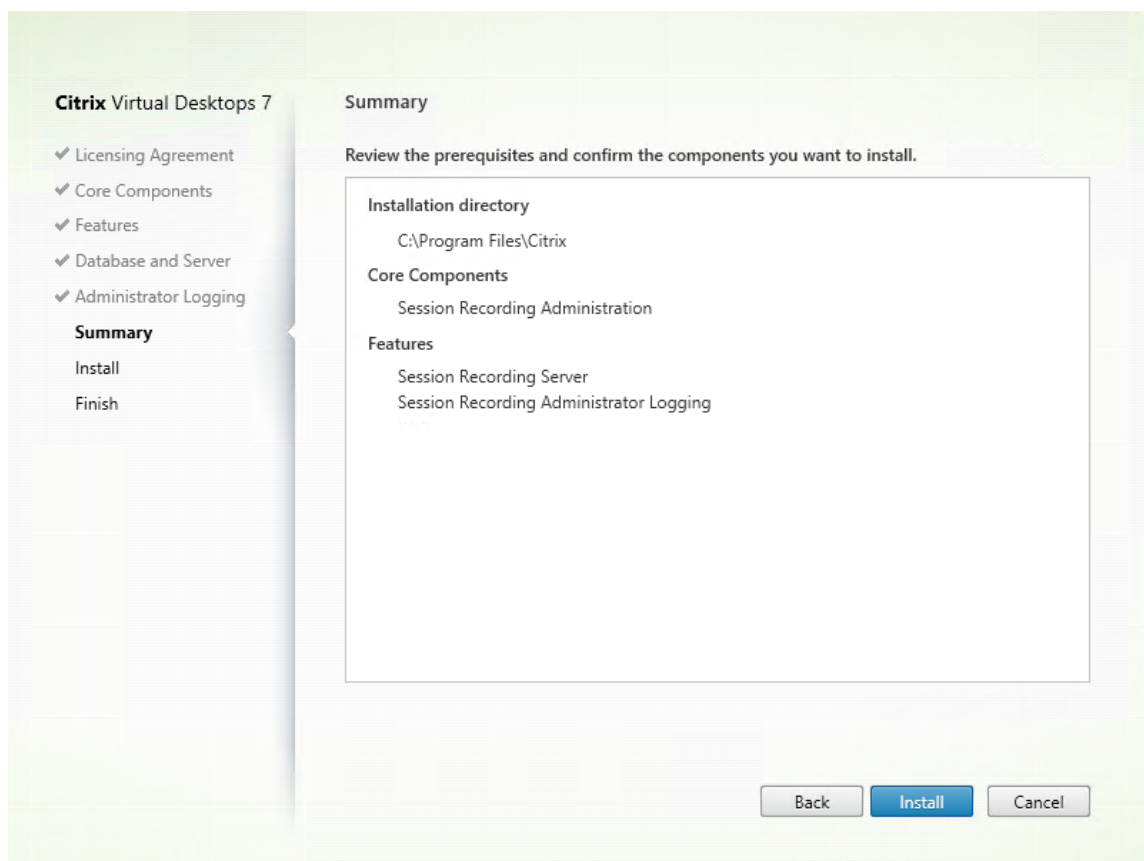 Citrix Virtual Desktops 7
Licensing Agreement
Core Components
Features
Database and Server
Administrator Logging
Summary
Install
Finish
Summary
Review the prerequisites and confirm the components you want to install.
Installation directory
C:\Program Files\Citrix
Core Components
Session Recording Administration
Features
Session Recording Server
Session Recording Administrator Logging
Back
Install
Cancel